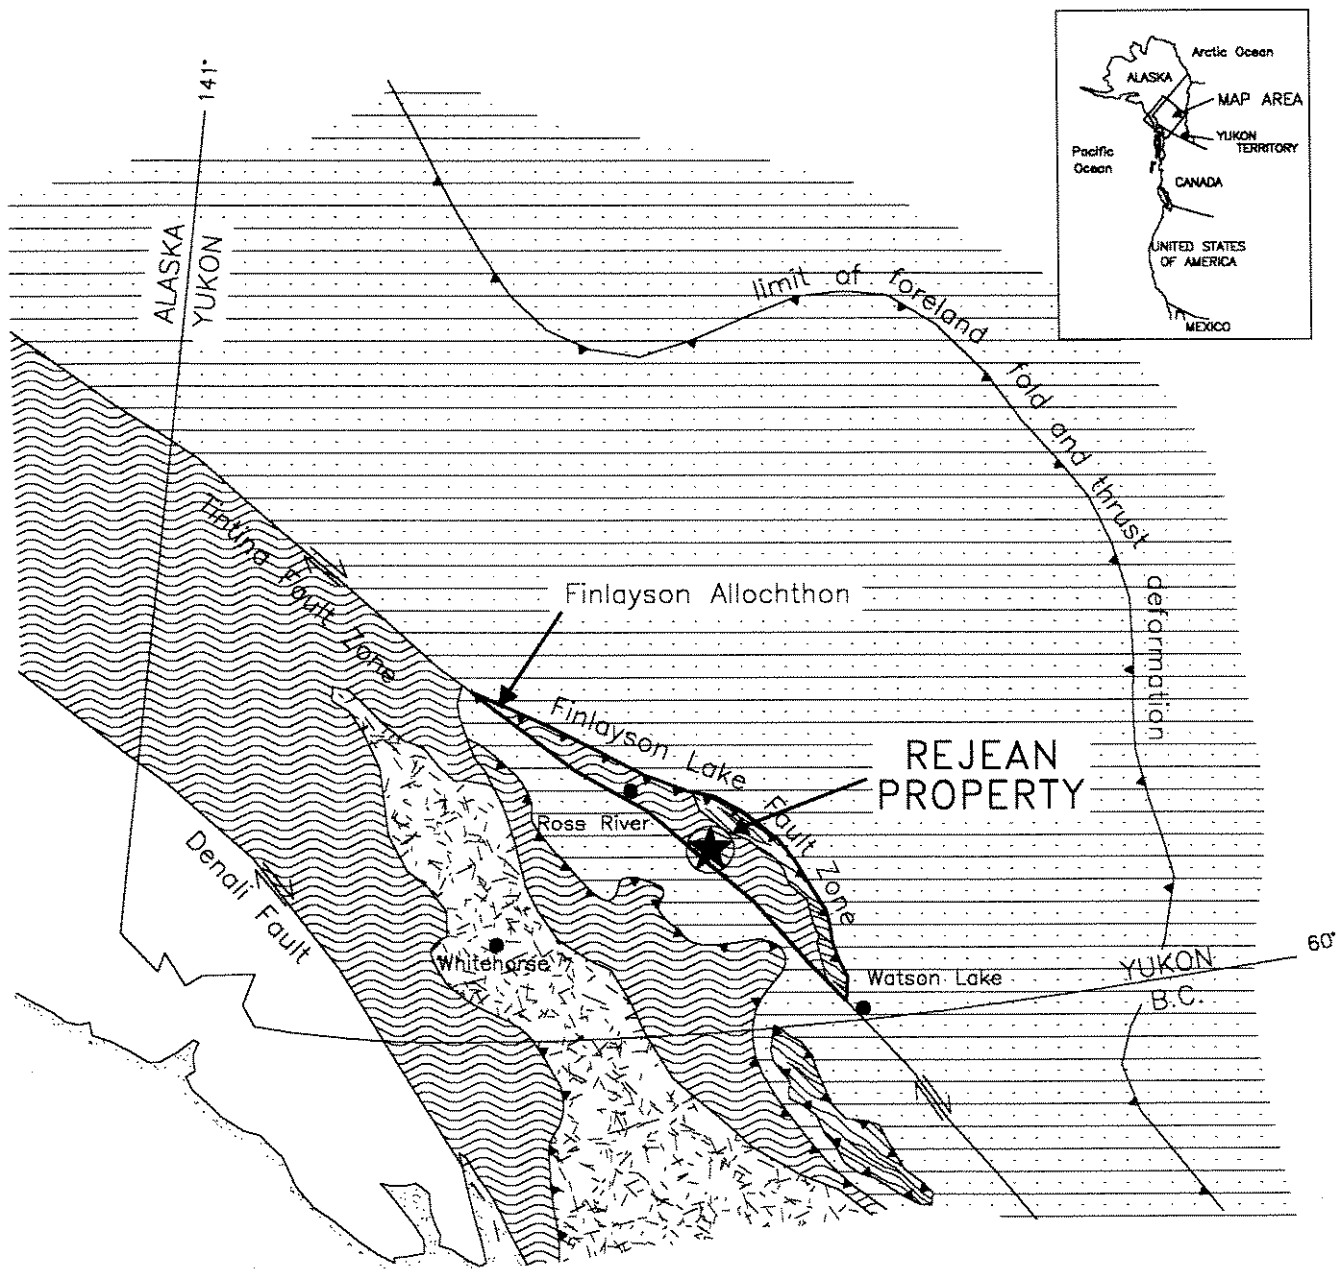 Arctic Ocean
ALASKA
MAP AREA
YUKON
TERRITORY
Pacific
Ocean
CANADA
UNITED STATES
OF AMERICA
MEXICO
141°
ALASKA
YUKON
limit of foreland fold and thrust defarmation
Tintina Fault Zone
Finlayson Allochthon
Finlayson Lake Fault Zone
REJEAN
PROPERTY
Ross River
Denali Fault
Whitehorse
Watson Lake
60°
YUKON
B.C.